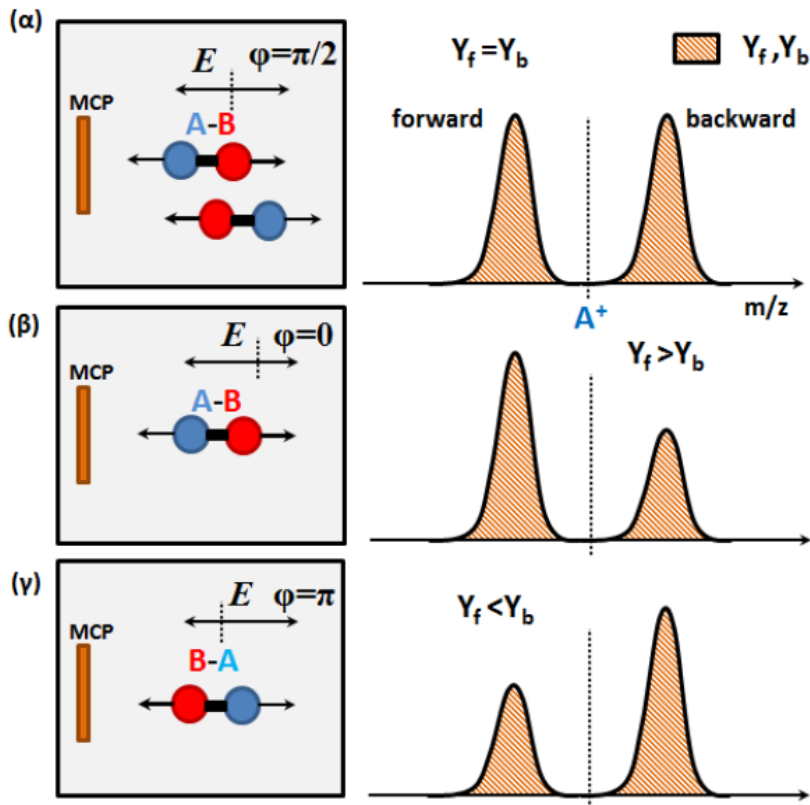 (α)
E φ=π/2
MCP
A-B
Y_f=Y_b
Y_f,Y_b
forward
backward
A⁺
m/z
(β)
E φ=0
MCP
A-B
Y_f>Y_b
(γ)
E φ=π
MCP
B-A
Y_f<Y_b